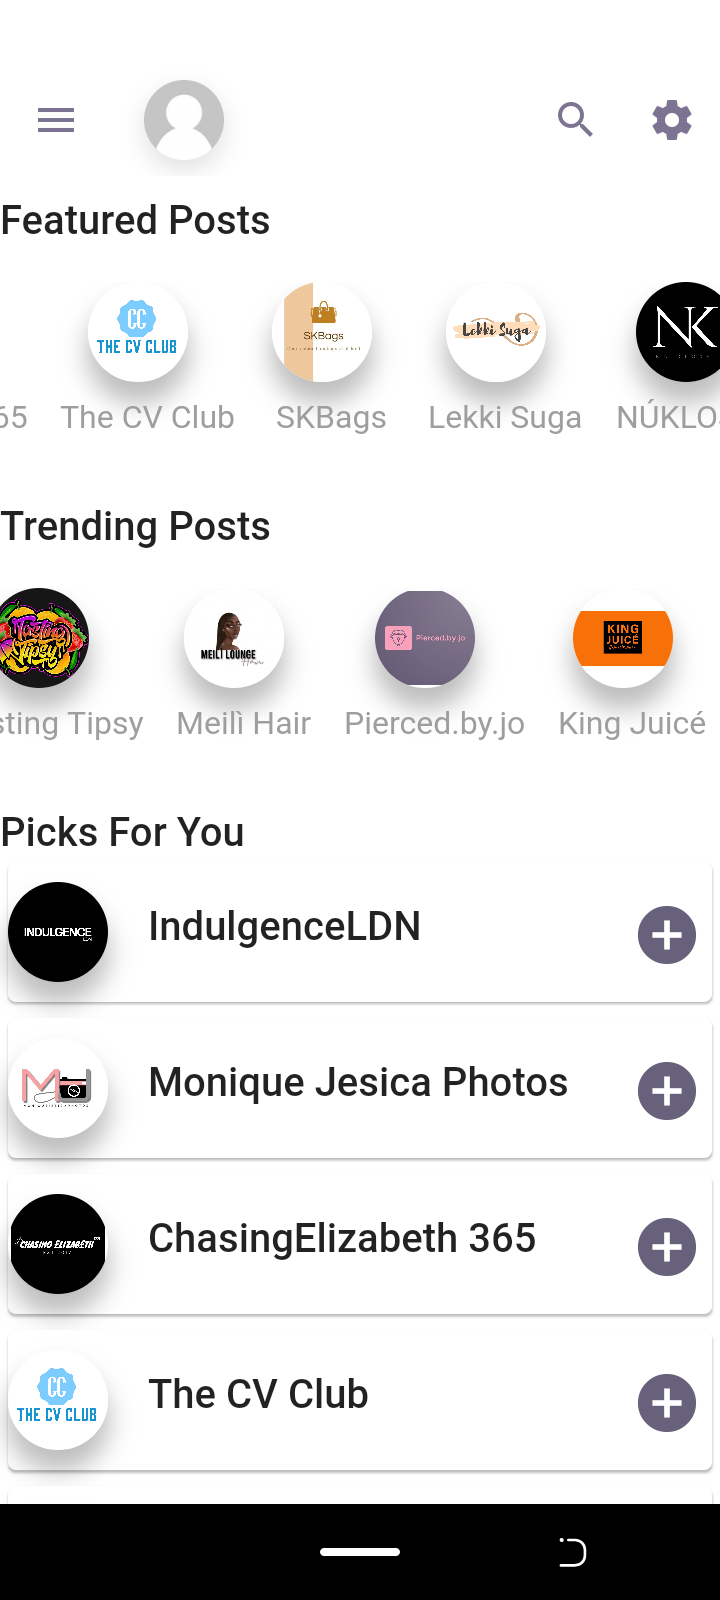 Featured Posts
CC
THE CV CLUB
SKBags
Lekki Suga
NK
65
The CV Club
SKBags
Lekki Suga
NÚKLO
Trending Posts
Tasting
Tipsy
MEILI LOUNGE
Hair
Pierced.by.jo
KING
JUICÉ
sting Tipsy
Meilì Hair
Pierced.by.jo
King Juicé
Picks For You
INDULGENCE
LDN
IndulgenceLDN
MJ
Monique Jesica Photos
CHASING ELIZABETH
ChasingElizabeth 365
CC
THE CV CLUB
The CV Club